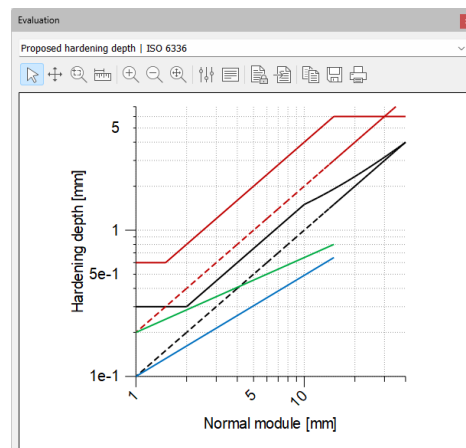 Evaluation
Proposed hardening depth | ISO 6336
5
1
5e-1
1e-1
Hardening depth [mm]
1
5
10
Normal module [mm]